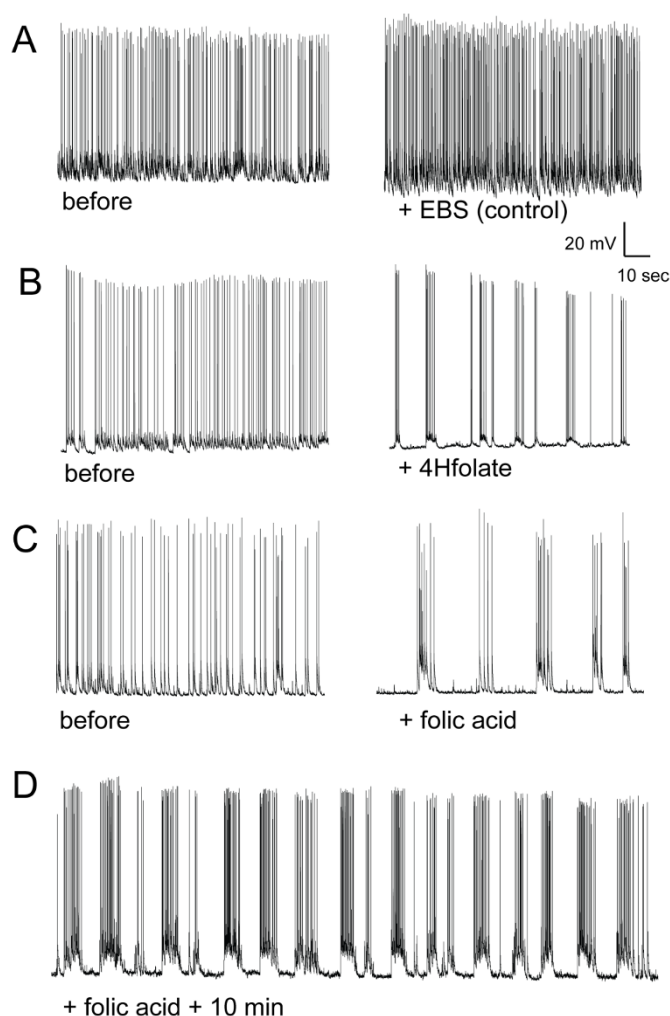 A
before
+ EBS (control)
20 mV
10 sec
B
before
+ 4Hfolate
C
before
+ folic acid
D
+ folic acid + 10 min